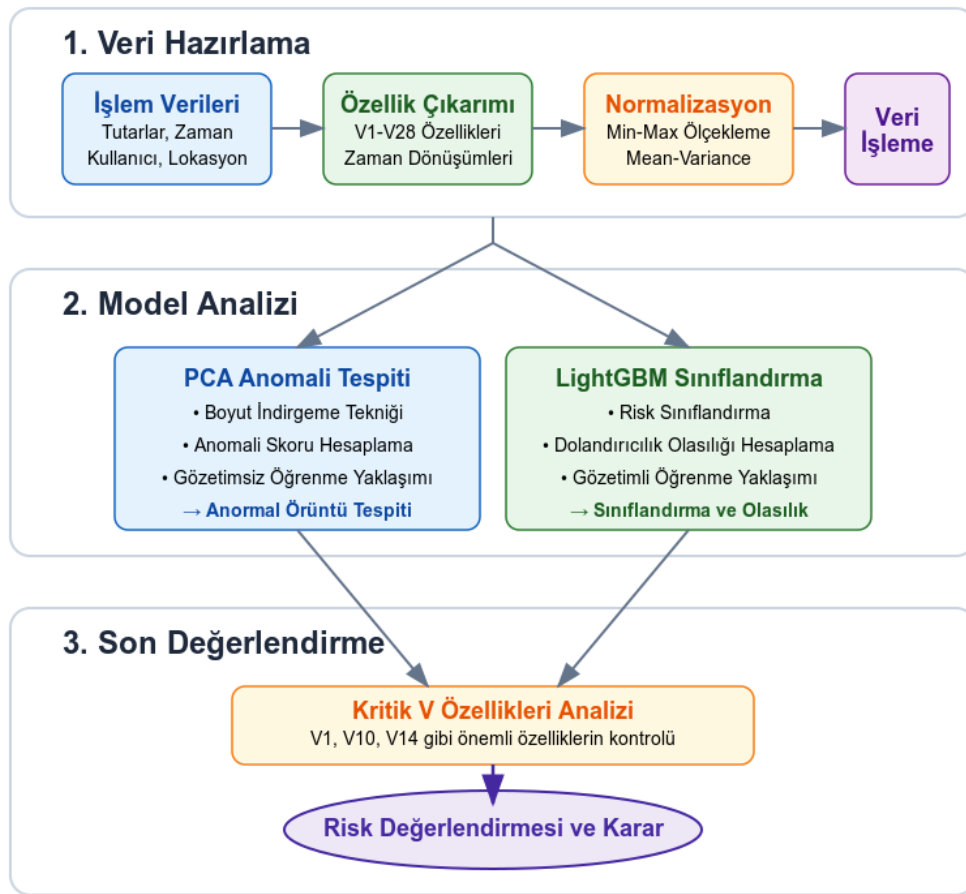 1. Veri Hazırlama
İşlem Verileri
Tutarlar, Zaman
Kullanıcı, Lokasyon
Özellik Çıkarımı
V1-V28 Özellikleri
Zaman Dönüşümleri
Normalizasyon
Min-Max Ölçekleme
Mean-Variance
Veri
İşleme
2. Model Analizi
PCA Anomali Tespiti
• Boyut İndirgeme Tekniği
• Anomali Skoru Hesaplama
• Gözetimsiz Öğrenme Yaklaşımı
→ Anormal Örüntü Tespiti
LightGBM Sınıflandırma
• Risk Sınıflandırma
• Dolandırıcılık Olasılığı Hesaplama
• Gözetimli Öğrenme Yaklaşımı
→ Sınıflandırma ve Olasılık
3. Son Değerlendirme
Kritik V Özellikleri Analizi
V1, V10, V14 gibi önemli özelliklerin kontrolü
Risk Değerlendirmesi ve Karar